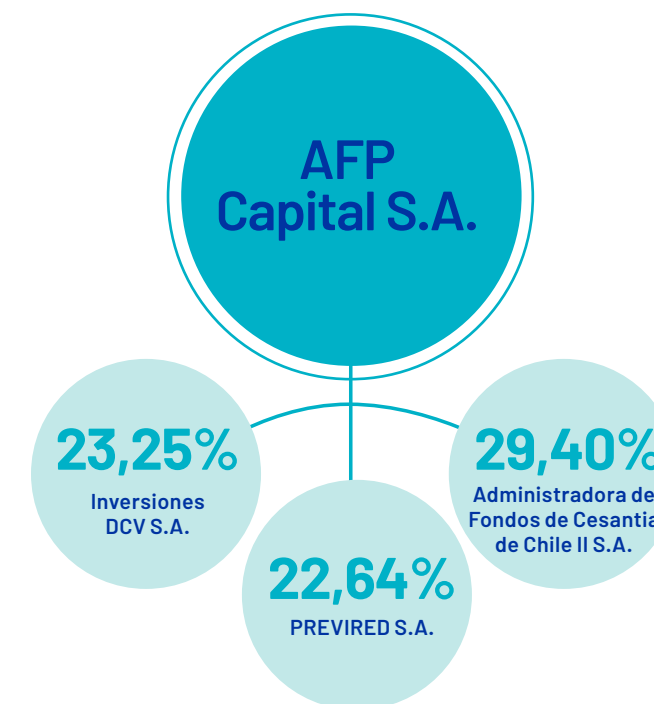 AFP
Capital S.A.
23,25%
Inversiones
DCV S.A.
22,64%
PREVIRED S.A.
29,40%
Administradora de
Fondos de Cesantia
de Chile II S.A.